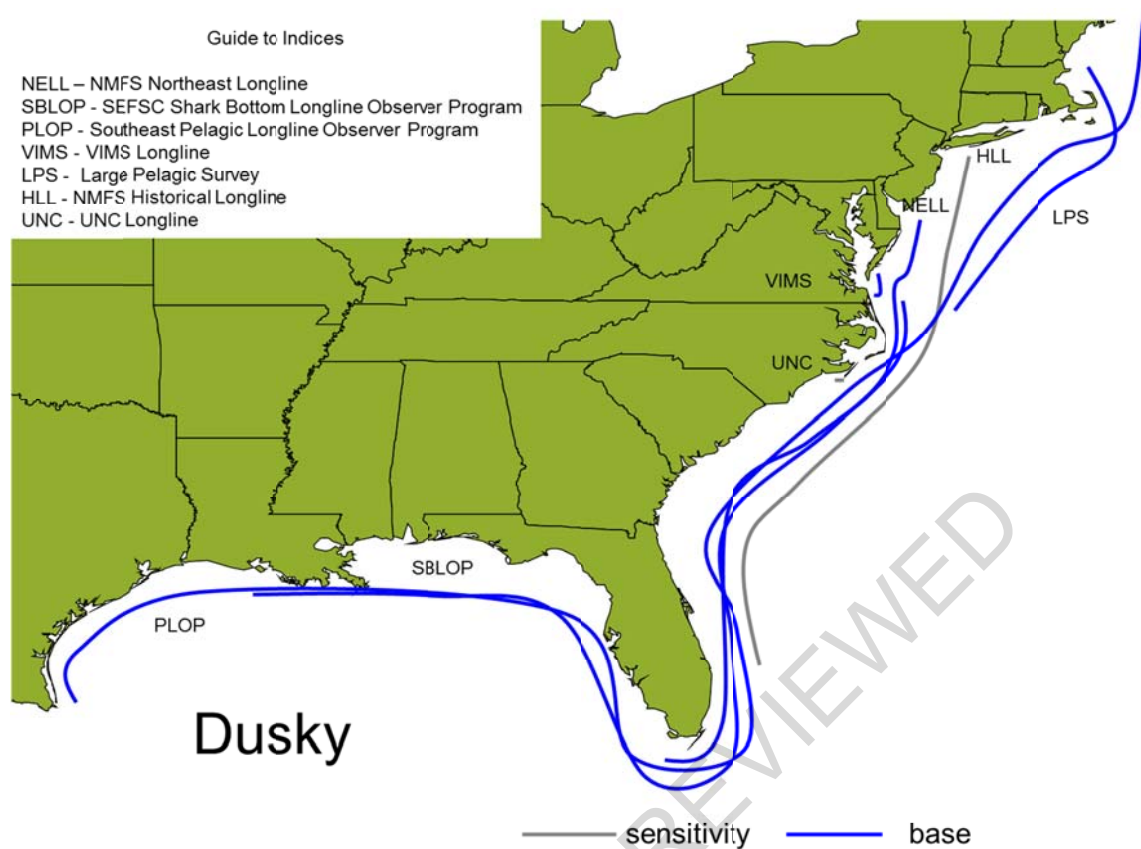 Guide to Indices
NELL – NMFS Northeast Longline
SBLOP - SEFSC Shark Bottom Longline Observer Program
PLOP - Southeast Pelagic Longline Observer Program
VIMS - VIMS Longline
LPS - Large Pelagic Survey
HLL - NMFS Historical Longline
UNC - UNC Longline
HLL
NELL
LPS
VIMS
UNC
SBLOP
PLOP
Dusky
REVIEWED
sensitivity
base